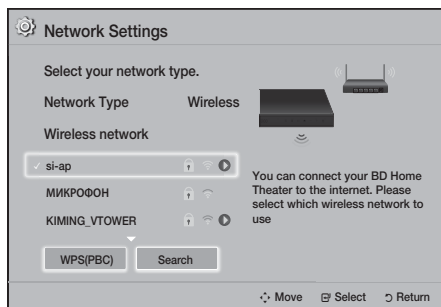 Network Settings
Select your network type.
Network Type Wireless
Wireless network
si-ap
МИКРОФОН
KIMING_VTOWER
WPS(PBC) Search
You can connect your BD Home
Theater to the internet. Please
select which wireless network to
use
Move Select Return